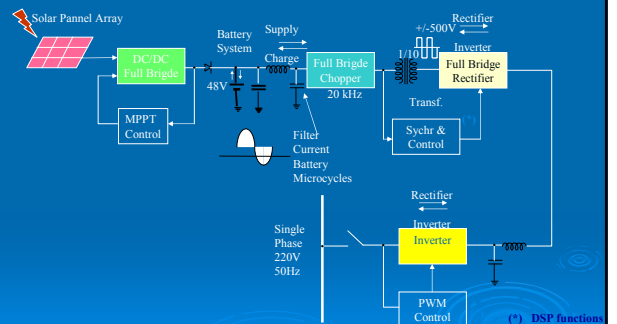 Solar Pannel Array
DC/DC
Full Brigde
MPPT
Control
Battery
System
48V
Supply
Charge
Full Brigde
Chopper
20 kHz
Filter
Current
Battery
Microcycles
+/-500V
1/10
Transf.
Rectifier
Inverter
Full Bridge
Rectifier
Sychr &
Control
(*)
Rectifier
Inverter
Inverter
Single
Phase
220V
50Hz
PWM
Control
(*) DSP functions